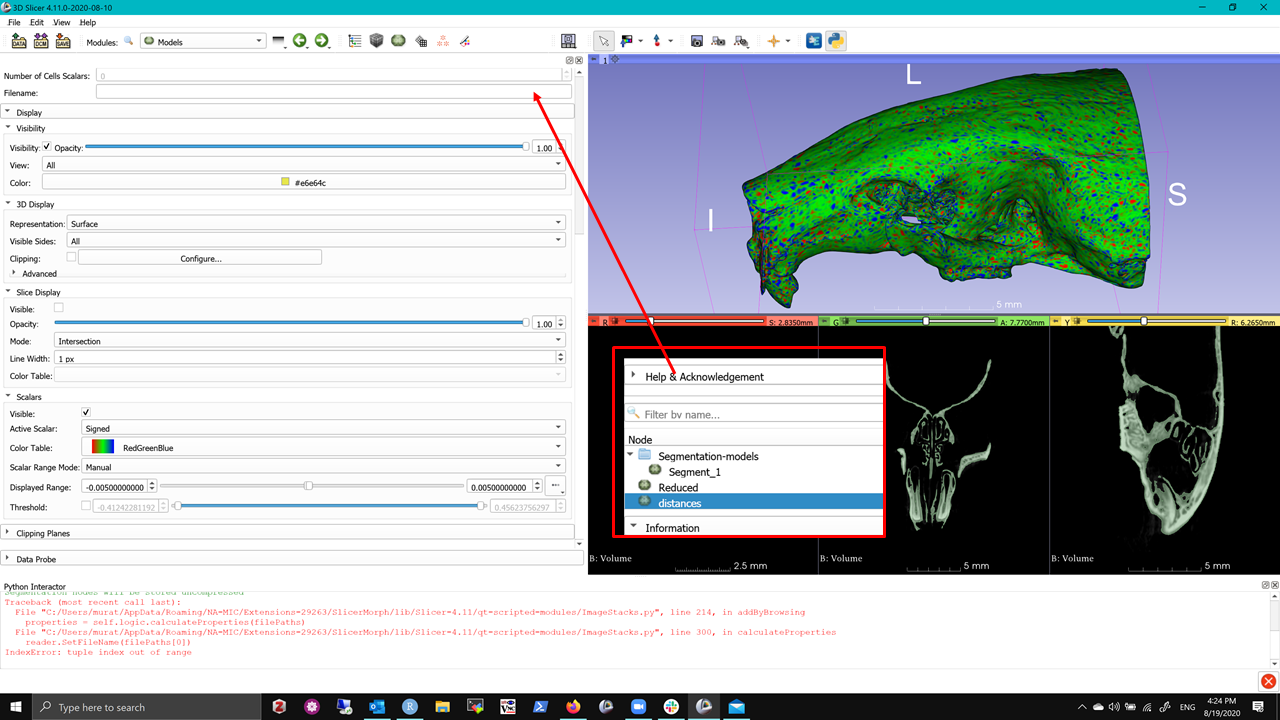 3D Slicer 4.11.0-2020-08-10
File Edit View Help
DATA DCM SAVE Modules: Models
Number of Cells Scalars: 0
Filename:
Display
Visibility
Visibility: Opacity: 1.00
View: All
Color: #e6e64c
3D Display
Representation: Surface
Visible Sides: All
Clipping: Configure...
Advanced
Slice Display
Visible:
Opacity: 1.00
Mode: Intersection
Line Width: 1 px
Color Table:
Scalars
Visible:
Active Scalar: Signed
Color Table: RedGreenBlue
Scalar Range Mode: Manual
Displayed Range: -0.00500000000 0.00500000000
Threshold: -0.41242281192 0.45623756297
Clipping Planes
Data Probe
1
L
I
S
5 mm
R S: 2.8350mm
G A: 7.7700mm
Y R: 6.2650mm
Help & Acknowledgement
Filter by name...
Node
Segmentation-models
Segment_1
Reduced
distances
Information
B: Volume 2.5 mm
B: Volume 5 mm
B: Volume 5 mm
Python Interactor
Segmentation nodes will be stored uncompressed
Traceback (most recent call last):
File "C:/Users/murat/AppData/Roaming/NA-MIC/Extensions-29263/SlicerMorph/lib/Slicer-4.11/qt-scripted-modules/ImageStacks.py", line 214, in addByBrowsing
properties = self.logic.calculateProperties(filePaths)
File "C:/Users/murat/AppData/Roaming/NA-MIC/Extensions-29263/SlicerMorph/lib/Slicer-4.11/qt-scripted-modules/ImageStacks.py", line 300, in calculateProperties
reader.SetFileName(filePaths[0])
IndexError: tuple index out of range
Type here to search
ENG
4:24 PM
8/19/2020